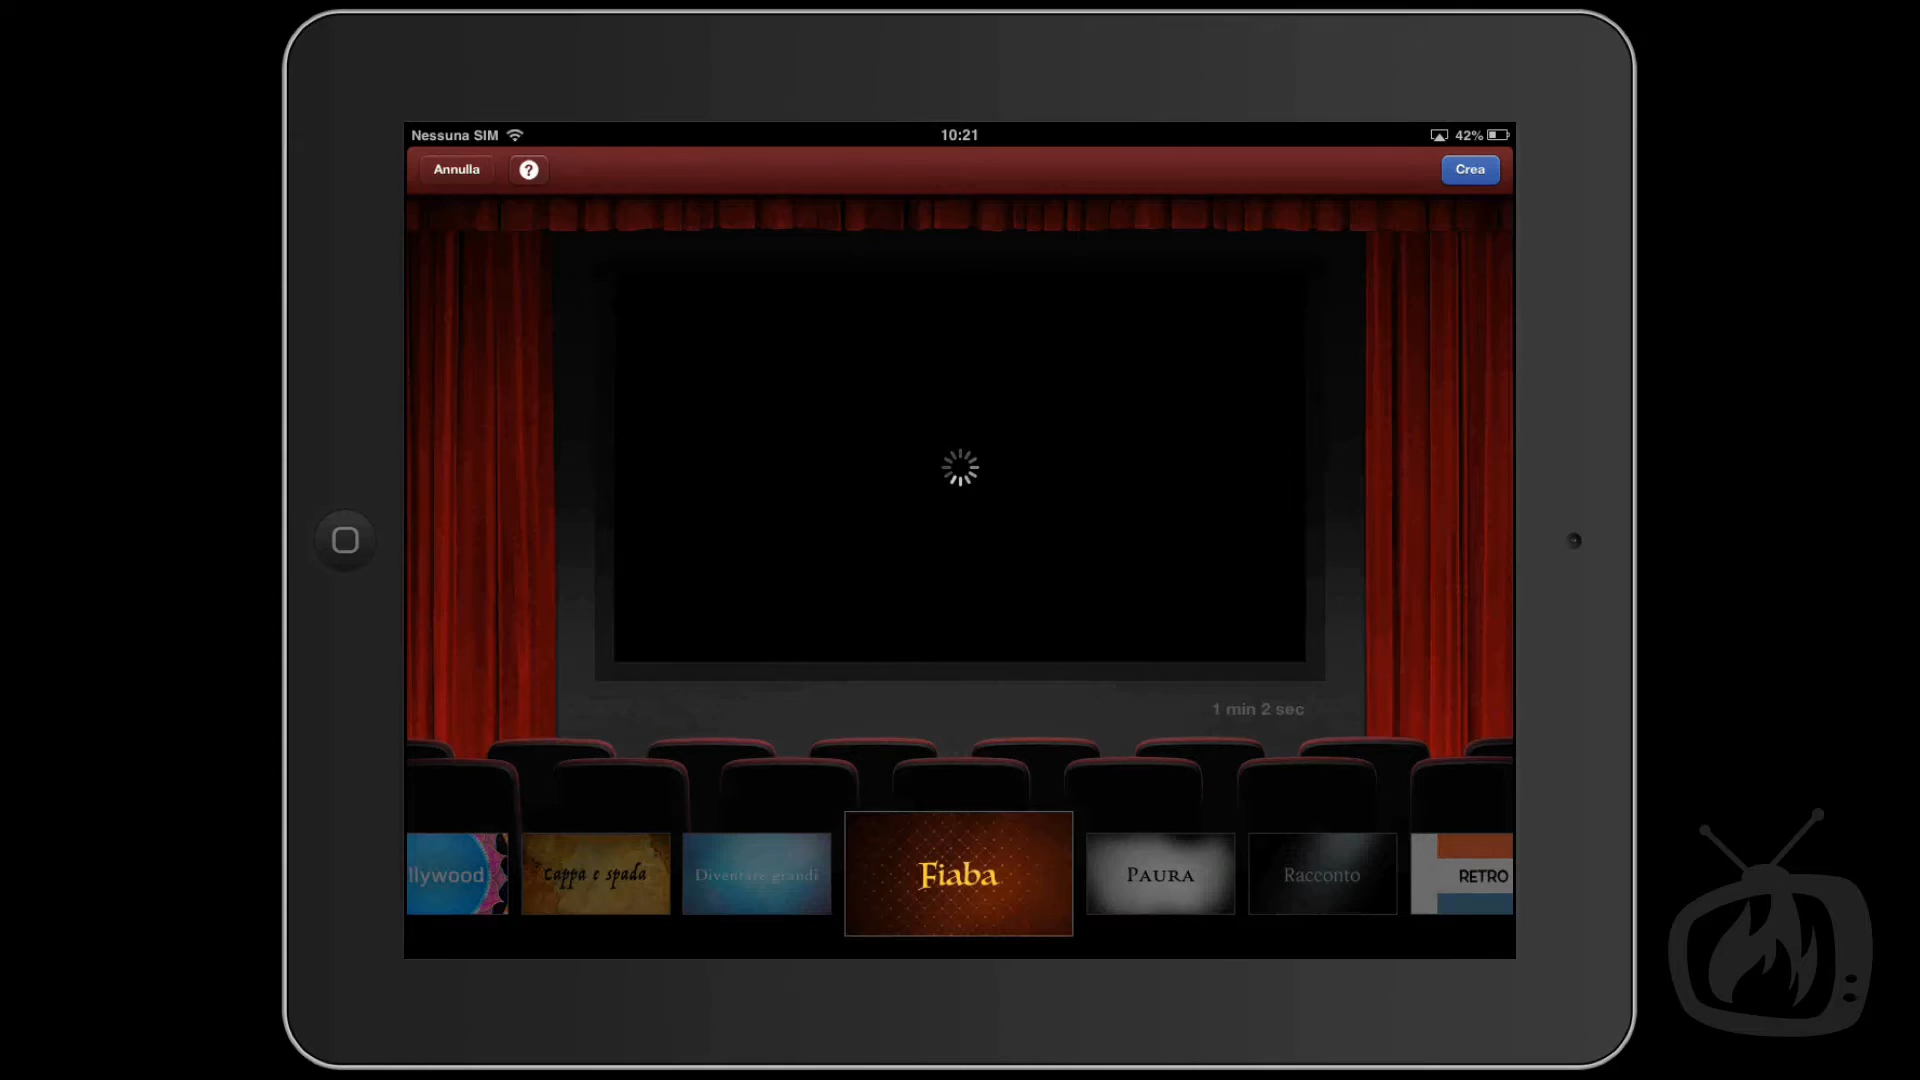 Nessuna SIM
10:21
42%
Annulla
?
Crea
1 min 2 sec
llywood
Cappa e spada
Diventare grandi
Fiaba
PAURA
Racconto
RETRO